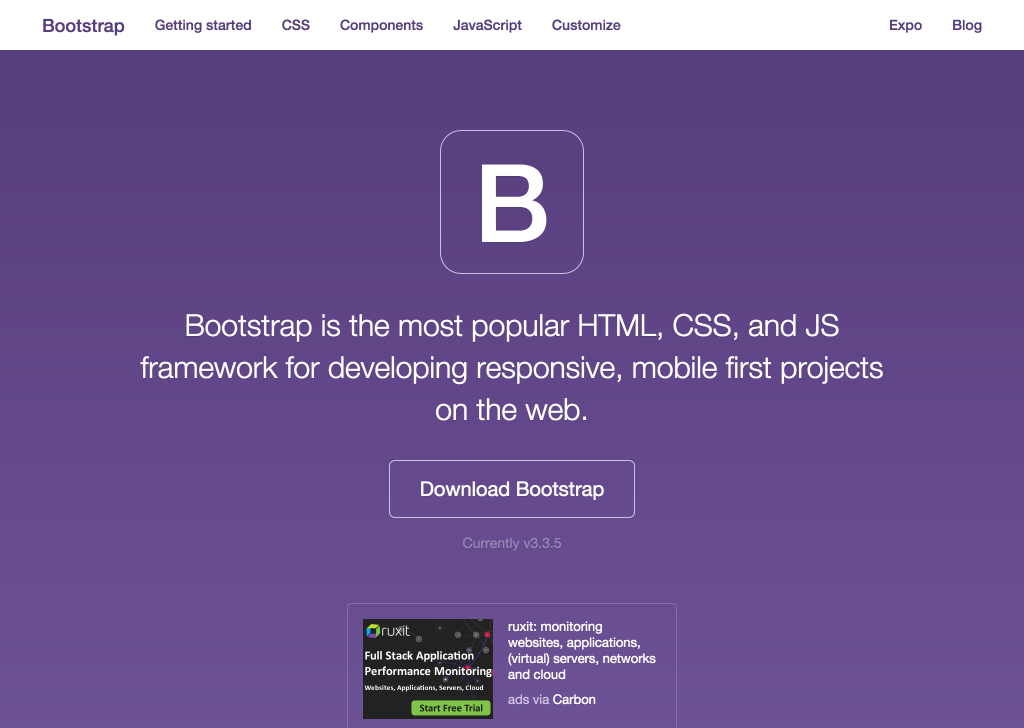 Bootstrap Getting started CSS Components JavaScript Customize Expo Blog
B
Bootstrap is the most popular HTML, CSS, and JS
framework for developing responsive, mobile first projects
on the web.
Download Bootstrap
Currently v3.3.5
ruxit
Full Stack Application
Performance Monitoring
Websites, Applications, Servers, Cloud
Start Free Trial
ruxit: monitoring
websites, applications,
(virtual) servers, networks
and cloud
ads via Carbon